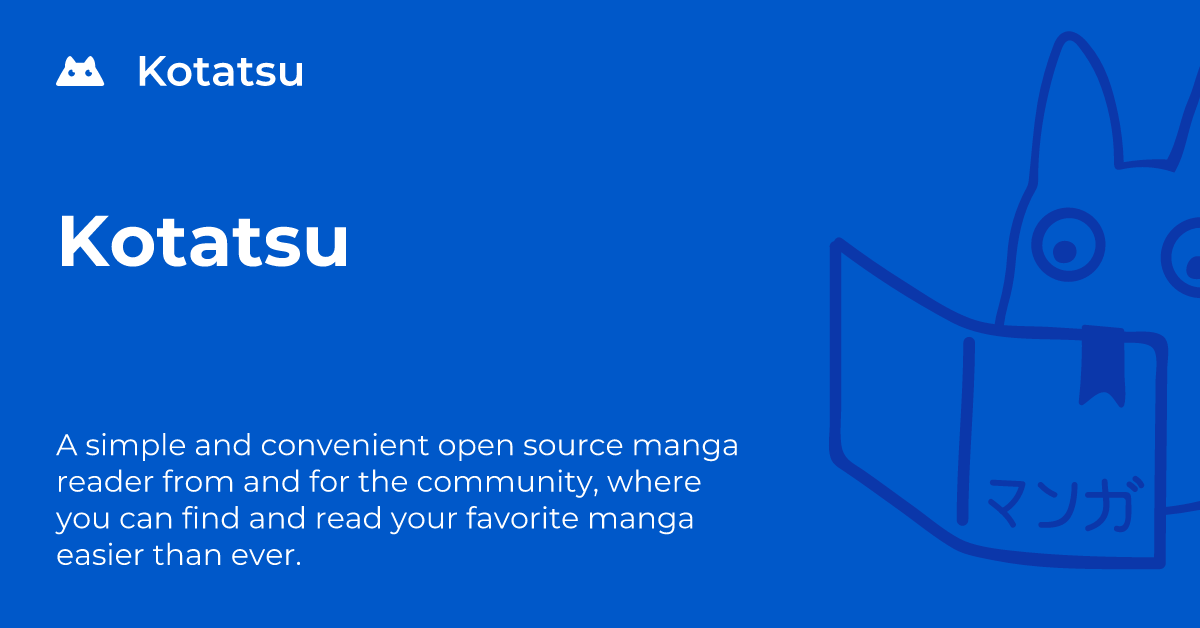 Kotatsu
Kotatsu
A simple and convenient open source manga
reader from and for the community, where
you can find and read your favorite manga
easier than ever.
マンガ